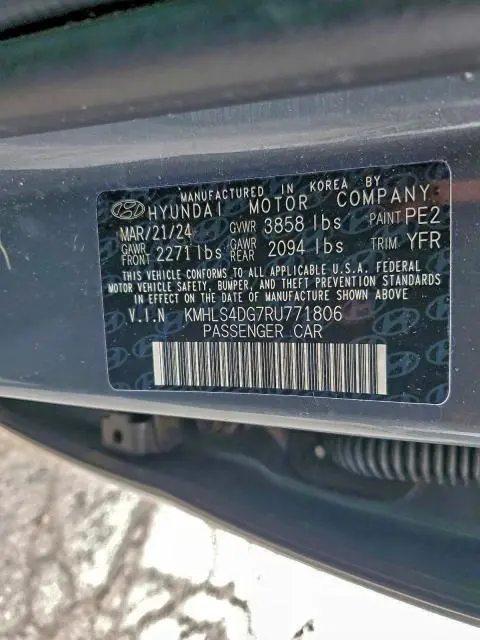 MANUFACTURED IN KOREA BY
HYUNDAI MOTOR COMPANY
MAR/21/24 GVWR 3858 lbs PAINT PE2
GAWR FRONT 2271 lbs GAWR REAR 2094 lbs TRIM YFR
THIS VEHICLE CONFORMS TO ALL APPLICABLE U.S.A. FEDERAL
MOTOR VEHICLE SAFETY, BUMPER, AND THEFT PREVENTION STANDARDS
IN EFFECT ON THE DATE OF MANUFACTURE SHOWN ABOVE
V.I.N KMHLS4DG7RU771806
PASSENGER CAR